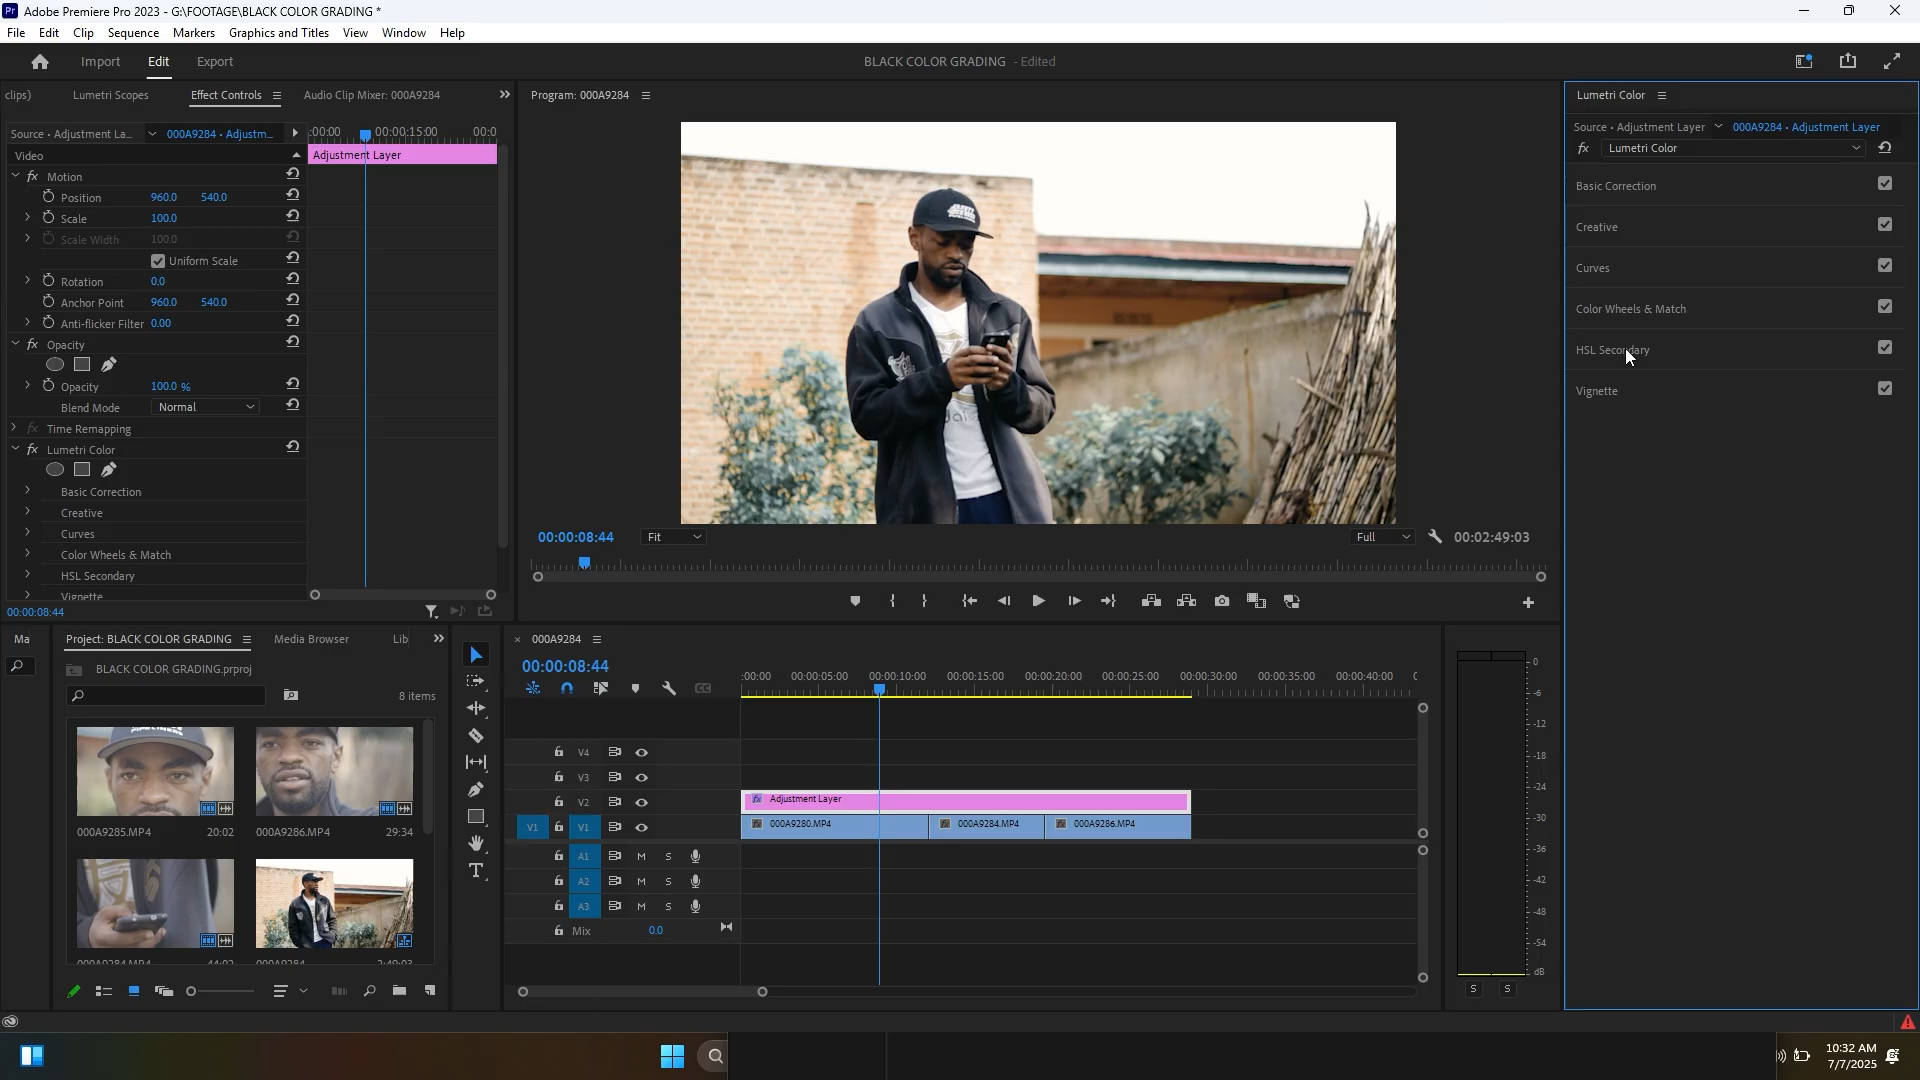 Pr Adobe Premiere Pro 2023 - G:\FOOTAGE\BLACK COLOR GRADING *
File Edit Clip Sequence Markers Graphics and Titles View Window Help
Import Edit Export
BLACK COLOR GRADING - Edited
clips) Lumetri Scopes Effect Controls Audio Clip Mixer: 000A9284
Source • Adjustment La... 000A9284 • Adjustm...
:00:00 00:00:15:00 00:0
Video
Adjustment Layer
fx Motion
Position 960.0 540.0
Scale 100.0
Scale Width 100.0
Uniform Scale
Rotation 0.0
Anchor Point 960.0 540.0
Anti-flicker Filter 0.00
fx Opacity
Opacity 100.0 %
Blend Mode Normal
fx Time Remapping
fx Lumetri Color
Basic Correction
Creative
Curves
Color Wheels & Match
HSL Secondary
Vignette
00:00:08:44
Program: 000A9284
00:00:08:44 Fit Full 00:02:49:03
Lumetri Color
Source • Adjustment Layer 000A9284 • Adjustment Layer
fx Lumetri Color
Basic Correction
Creative
Curves
Color Wheels & Match
HSL Secondary
Vignette
Ma
Project: BLACK COLOR GRADING Media Browser Lib
BLACK COLOR GRADING.prproj
8 items
000A9285.MP4 20:02
000A9286.MP4 29:34
000A9284.MP4 44:02
000A9284 2:49:03
000A9284
00:00:08:44
:00:00 00:00:05:00 00:00:10:00 00:00:15:00 00:00:20:00 00:00:25:00 00:00:30:00 00:00:35:00 00:00:40:00
V4
V3
V2 fx Adjustment Layer
V1 V1 fx 000A9280.MP4 fx 000A9284.MP4 fx 000A9286.MP4
A1 M S
A2 M S
A3 M S
Mix 0.0
0
-6
-12
-18
-24
-30
-36
-42
-48
-54
dB
S S
10:32 AM
7/7/2025